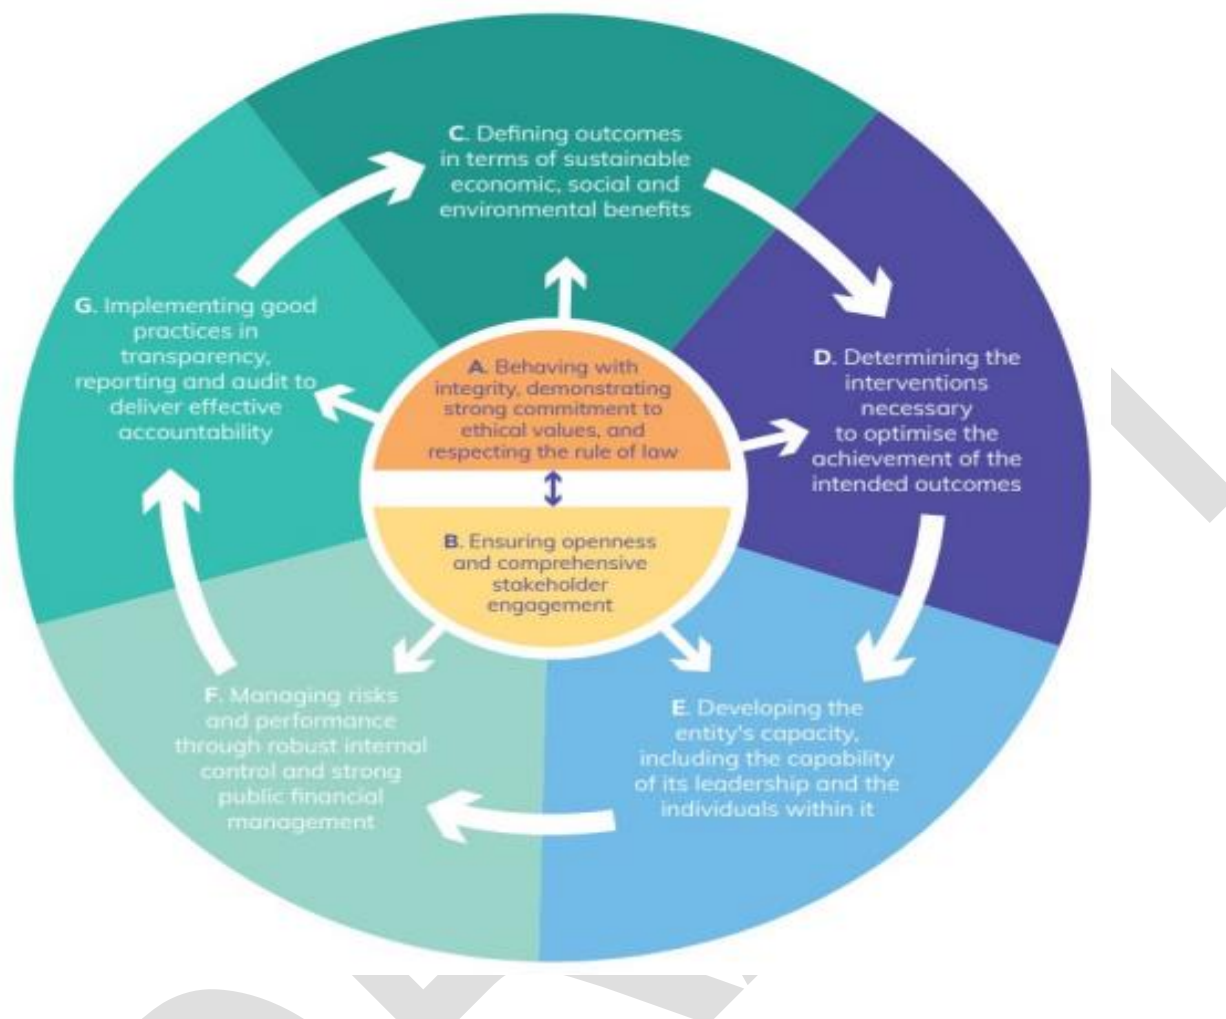 C. Defining outcomes
in terms of sustainable
economic, social and
environmental benefits
G. Implementing good
practices in
transparency,
reporting and audit to
deliver effective
accountability
D. Determining the
interventions
necessary
to optimise the
achievement of the
intended outcomes
A. Behaving with
integrity, demonstrating
strong commitment to
ethical values, and
respecting the rule of law
B. Ensuring openness
and comprehensive
stakeholder
engagement
F. Managing risks
and performance
through robust internal
control and strong
public financial
management
E. Developing the
entity's capacity,
including the capability
of its leadership and the
individuals within it